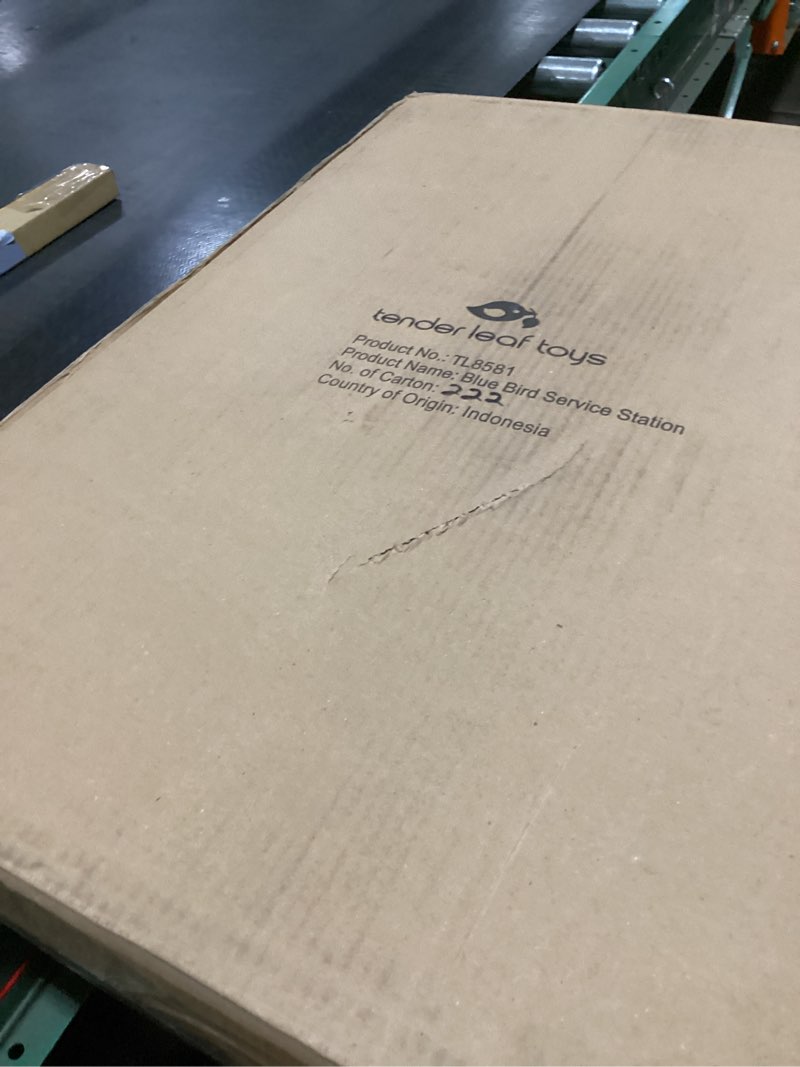 tender leaf toys
Product No.: TL8581
Product Name: Blue Bird Service Station
No. of Carton: 222
Country of Origin: Indonesia